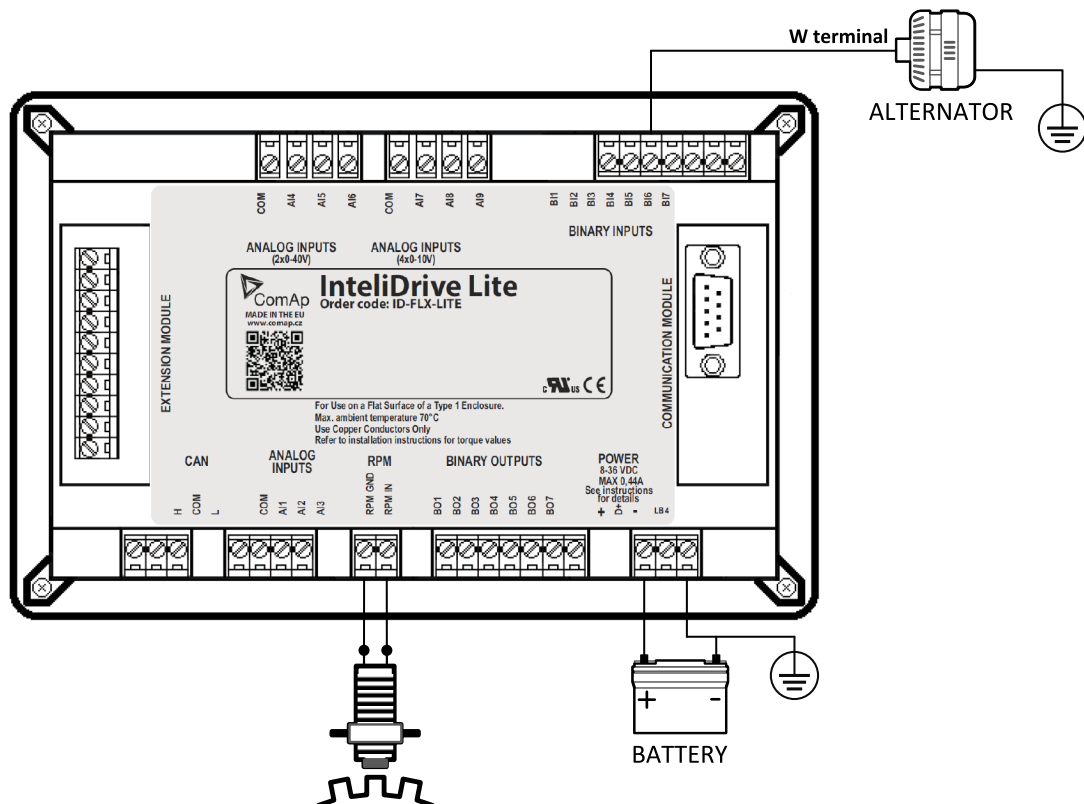 W terminal
ALTERNATOR
COM AI4 AI5 AI6 COM AI7 AI8 AI9 BI1 BI2 BI3 BI4 BI5 BI6 BI7
BINARY INPUTS
ANALOG INPUTS
(2x0-40V)
ANALOG INPUTS
(4x0-10V)
EXTENSION MODULE
COMMUNICATION MODULE
ComAp
MADE IN THE EU
www.comap.cz
InteliDrive Lite
Order code: ID-FLX-LITE
c UL US CE
For Use on a Flat Surface of a Type 1 Enclosure.
Max. ambient temperature 70°C
Use Copper Conductors Only
Refer to installation instructions for torque values
CAN
ANALOG
INPUTS
RPM
BINARY OUTPUTS
POWER
8-36 VDC
MAX 0,44A
See instructions
for details
H COM L
COM AI1 AI2 AI3
RPM GND RPM IN
BO1 BO2 BO3 BO4 BO5 BO6 BO7
+ D+ - LB4
+ -
BATTERY